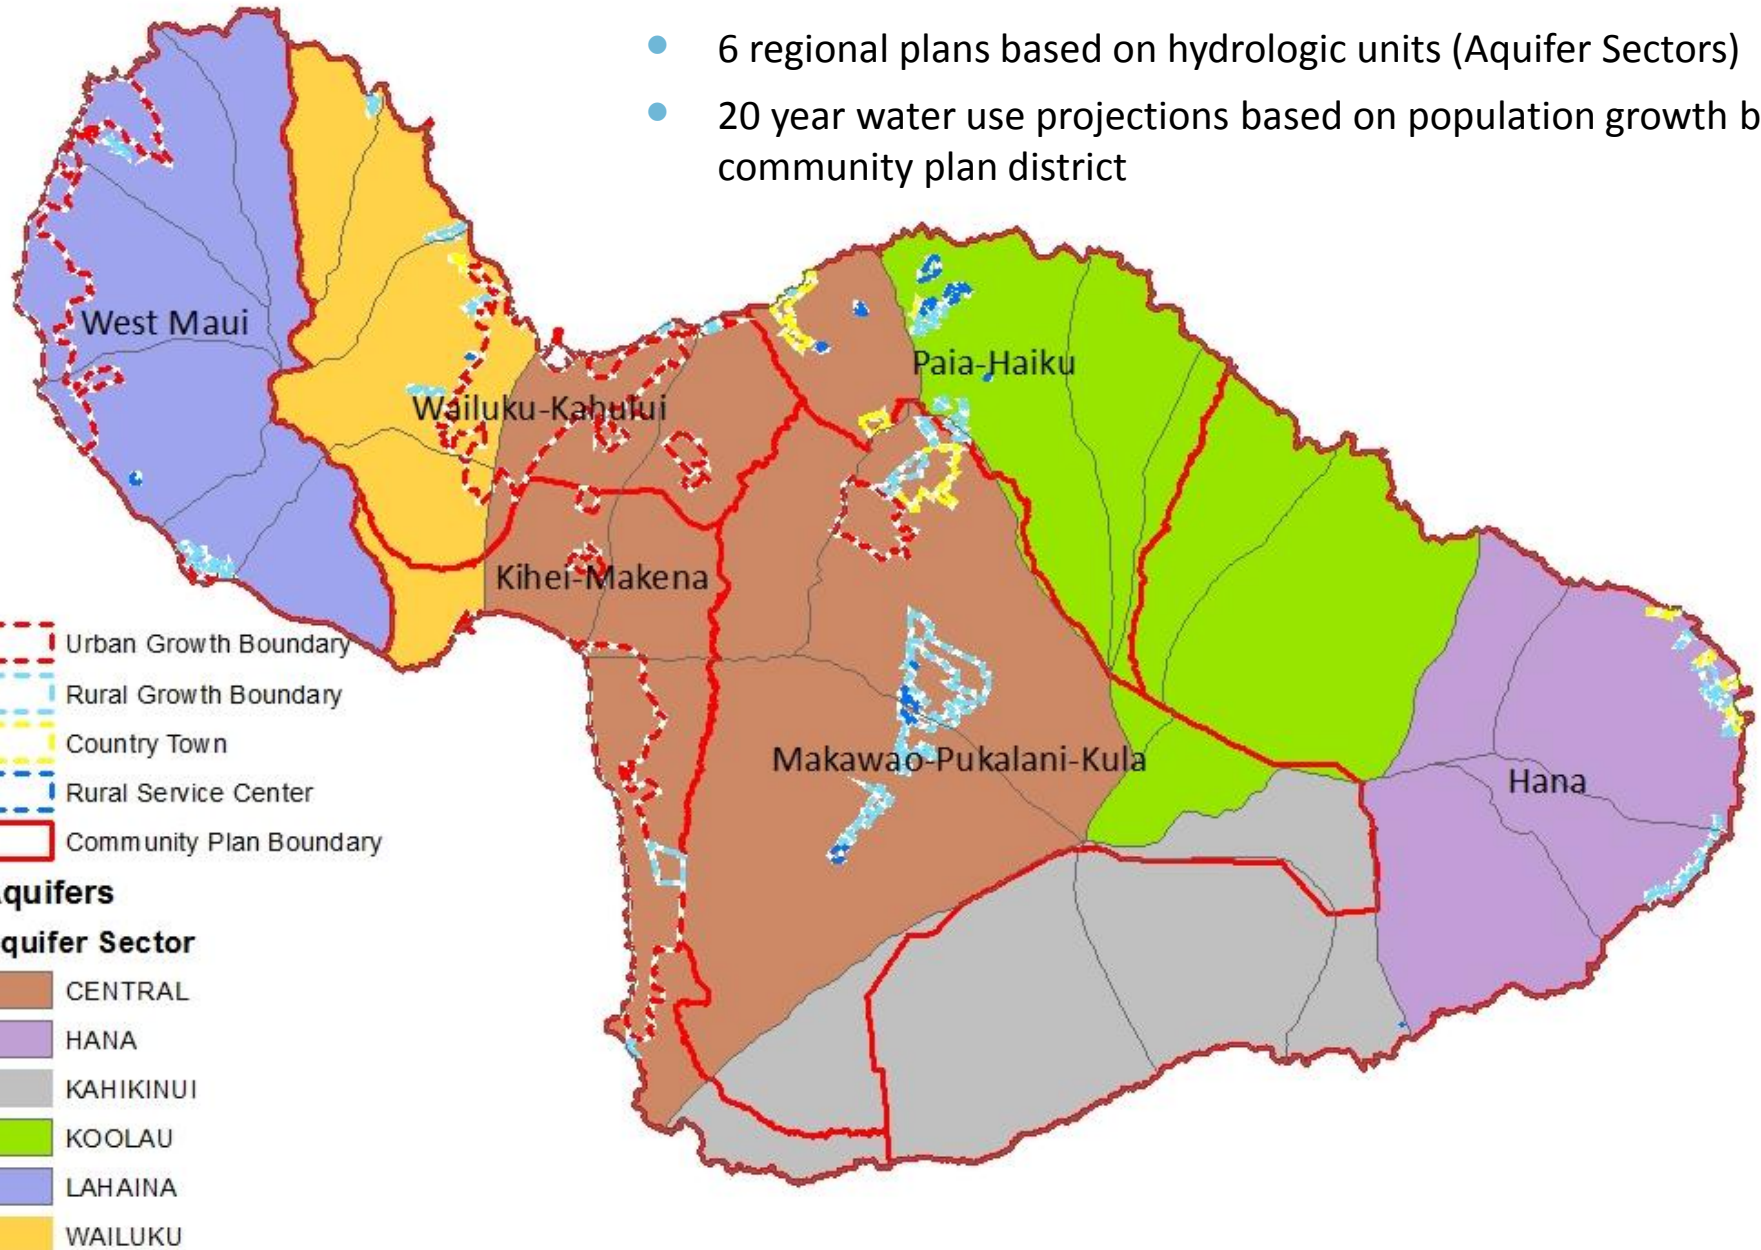 6 regional plans based on hydrologic units (Aquifer Sectors)
20 year water use projections based on population growth b
community plan district
West Maui
Paia-Haiku
Wailuku-Kahului
Kihei-Makena
Makawao-Pukalani-Kula
Hana
Urban Growth Boundary
Rural Growth Boundary
Country Town
Rural Service Center
Community Plan Boundary
quifers
quifer Sector
CENTRAL
HANA
KAHIKINUI
KOOLAU
LAHAINA
WAILUKU